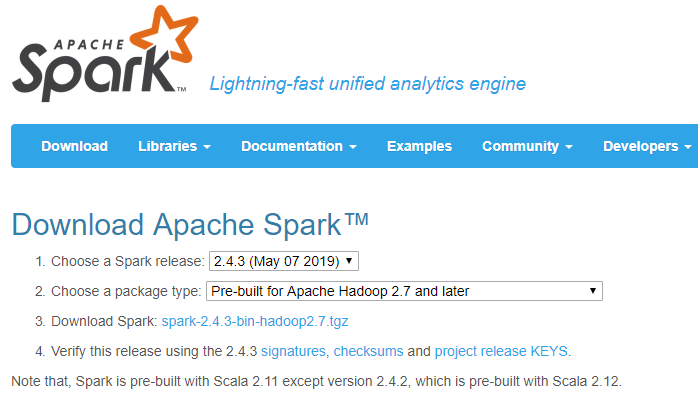 APACHE
Spark™
Lightning-fast unified analytics engine
Download Libraries Documentation Examples Community Developers
Download Apache Spark™
1. Choose a Spark release: 2.4.3 (May 07 2019)
2. Choose a package type: Pre-built for Apache Hadoop 2.7 and later
3. Download Spark: spark-2.4.3-bin-hadoop2.7.tgz
4. Verify this release using the 2.4.3 signatures, checksums and project release KEYS.
Note that, Spark is pre-built with Scala 2.11 except version 2.4.2, which is pre-built with Scala 2.12.